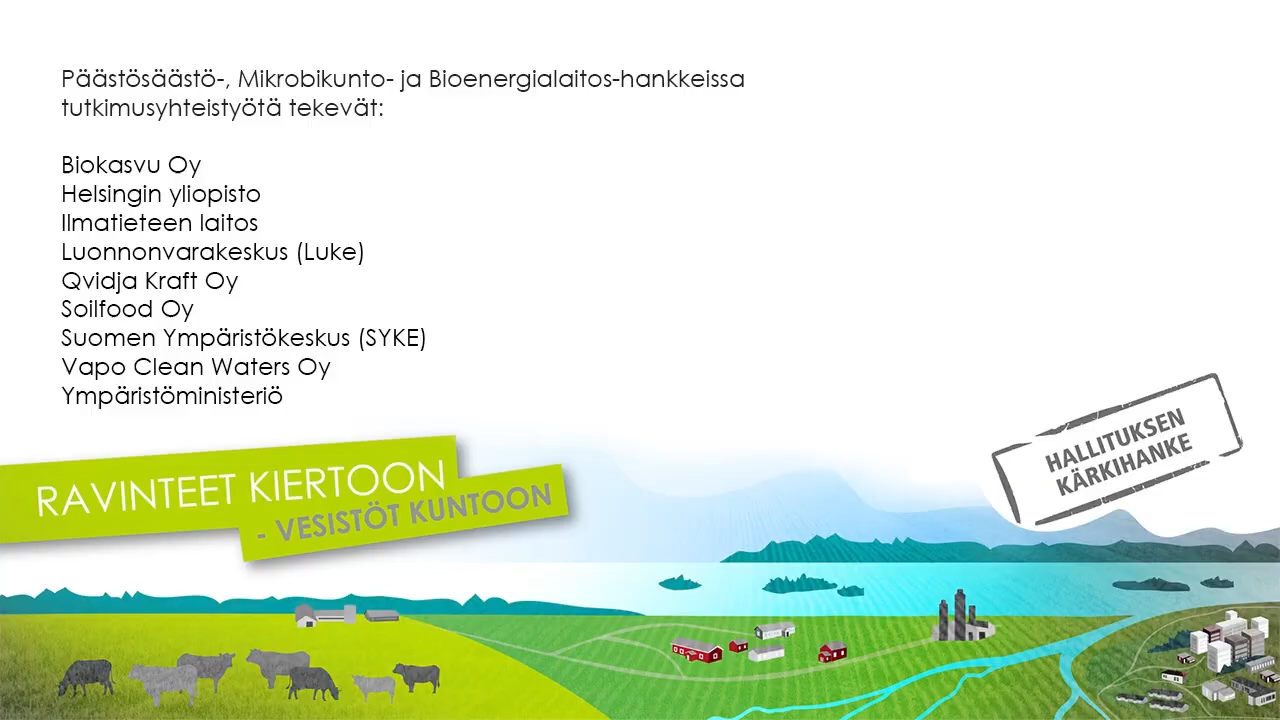 Päästösäästö-, Mikrobikunto- ja Bioenergialaitos-hankkeissa
tutkimusyhteistyötä tekevät:
Biokasvu Oy
Helsingin yliopisto
Ilmatieteen laitos
Luonnonvarakeskus (Luke)
Qvidja Kraft Oy
Soilfood Oy
Suomen Ympäristökeskus (SYKE)
Vapo Clean Waters Oy
Ympäristöministeriö
RAVINTEET KIERTOON
- VESISTÖT KUNTOON
HALLITUKSEN
KÄRKIHANKE